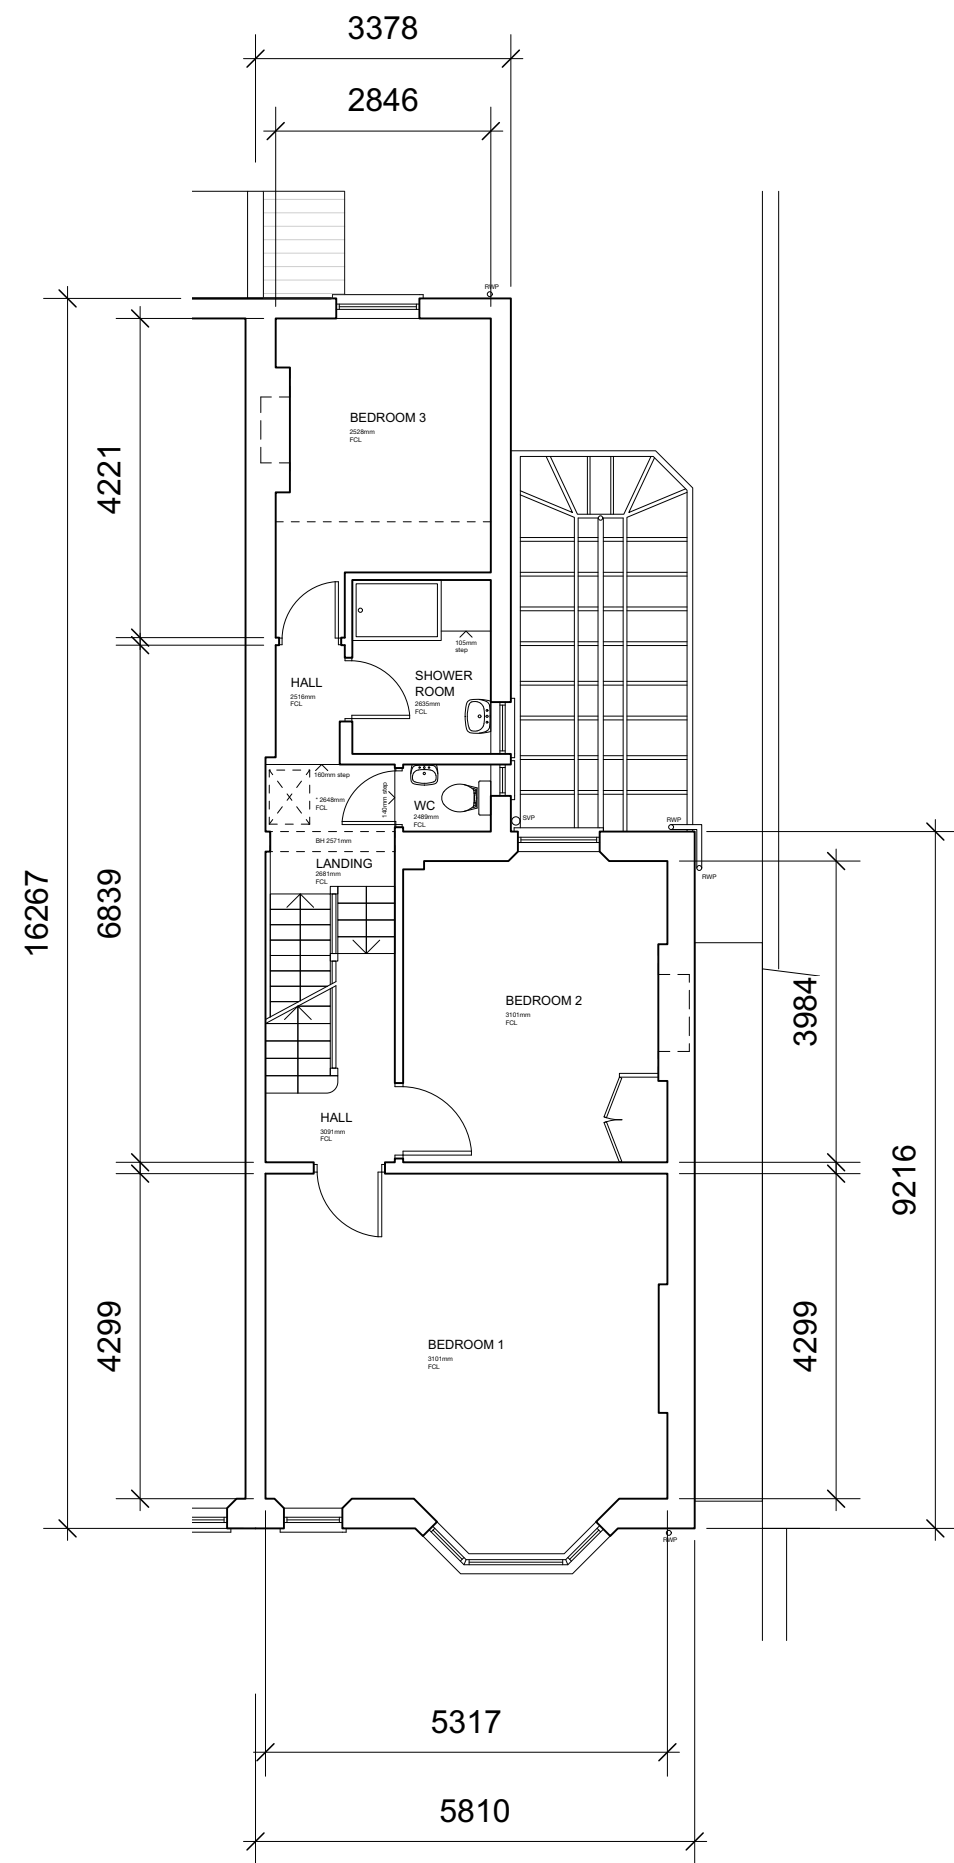 3378
2846
RWP
BEDROOM 3
2528mm
FCL
4221
105mm
step
SHOWER
ROOM
2635mm
FCL
HALL
2516mm
FCL
160mm step
* 2648mm
FCL
140mm step
WC
2489mm
FCL
SVP
RWP
RWP
BH 2571mm
LANDING
2681mm
FCL
16267
6839
BEDROOM 2
3101mm
FCL
3984
HALL
3091mm
FCL
9216
4299
BEDROOM 1
3101mm
FCL
4299
RWP
5317
5810